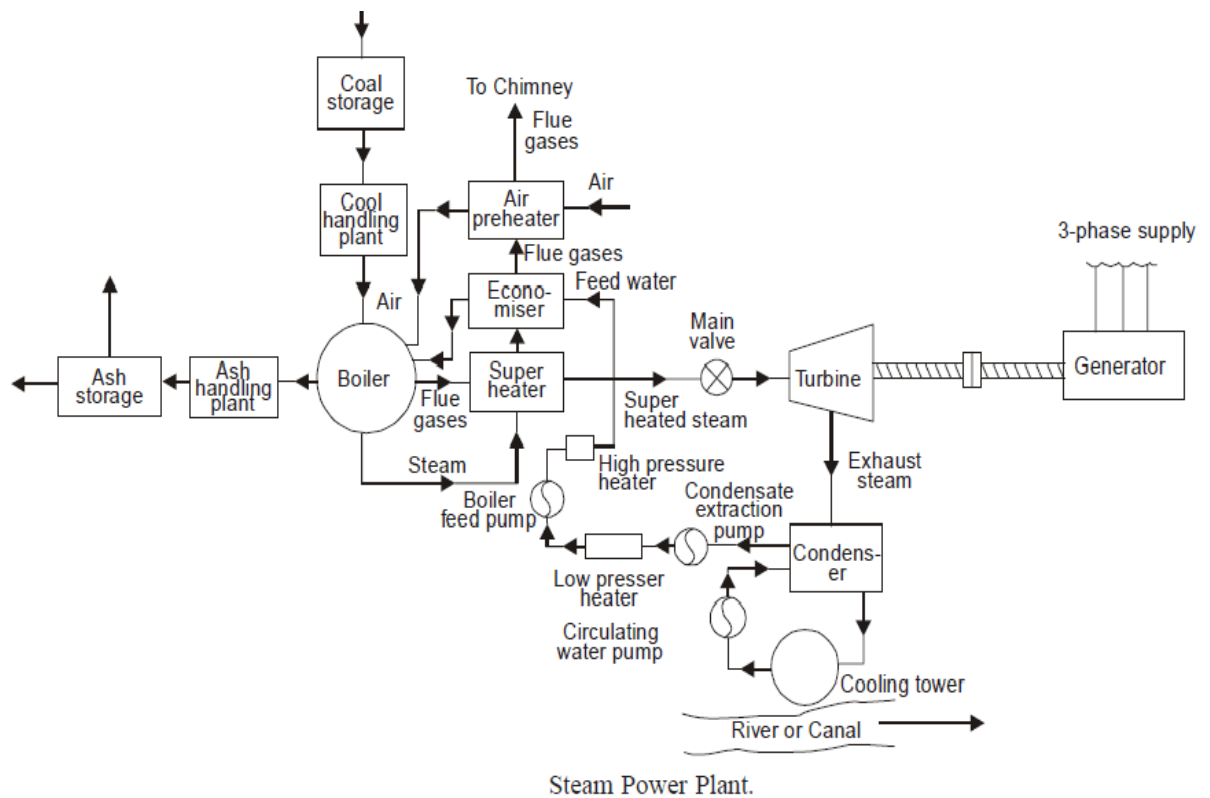 Coal
storage
To Chimney
Flue
gases
Cool
handling
plant
Air
preheater
Air
Flue gases
Feed water
Econo-
miser
Air
3-phase supply
Main
valve
Ash
storage
Ash
handling
plant
Boiler
Flue
gases
Super
heater
Super
heated steam
Turbine
Generator
Steam
High pressure
heater
Exhaust
steam
Boiler
feed pump
Condensate
extraction
pump
Condens-
er
Low presser
heater
Circulating
water pump
Cooling tower
River or Canal
Steam Power Plant.